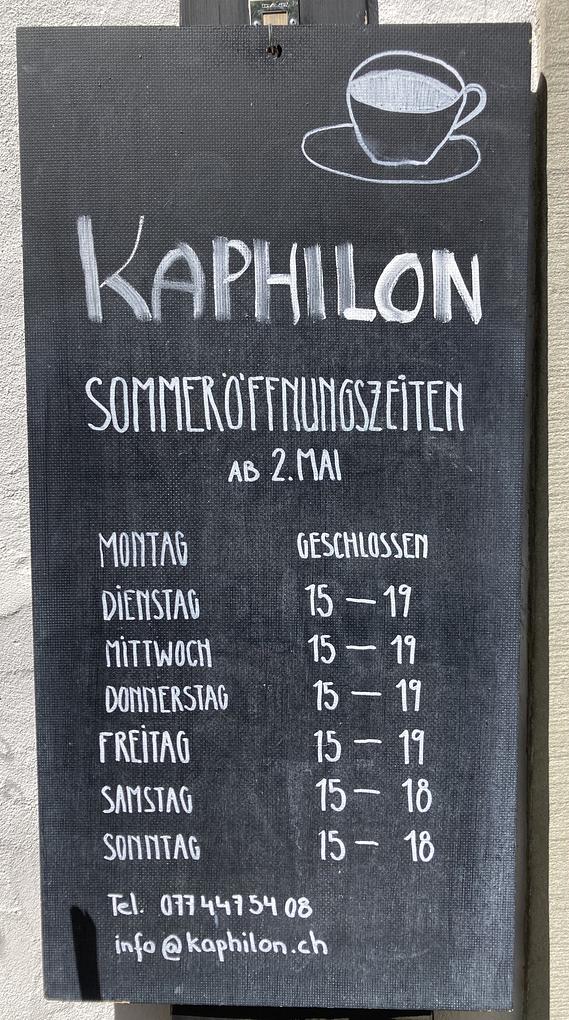 KAPHILON
SOMMERÖFFNUNGSZEITEN
AB 2. MAI
MONTAG GESCHLOSSEN
DIENSTAG 15 — 19
MITTWOCH 15 — 19
DONNERSTAG 15 — 19
FREITAG 15 — 19
SAMSTAG 15 — 18
SONNTAG 15 — 18
Tel. 077 447 54 08
info@kaphilon.ch